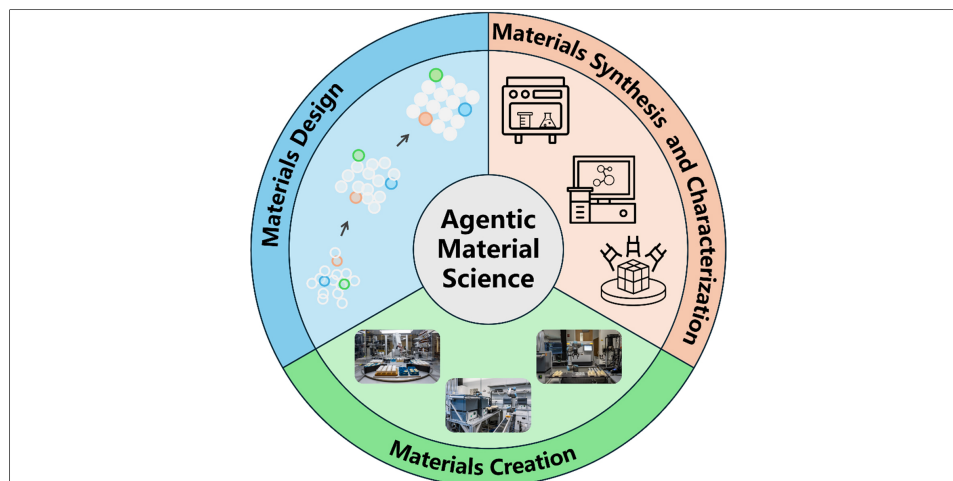 Materials Design
Materials Synthesis and Characterization
Agentic
Material
Science
Materials Creation